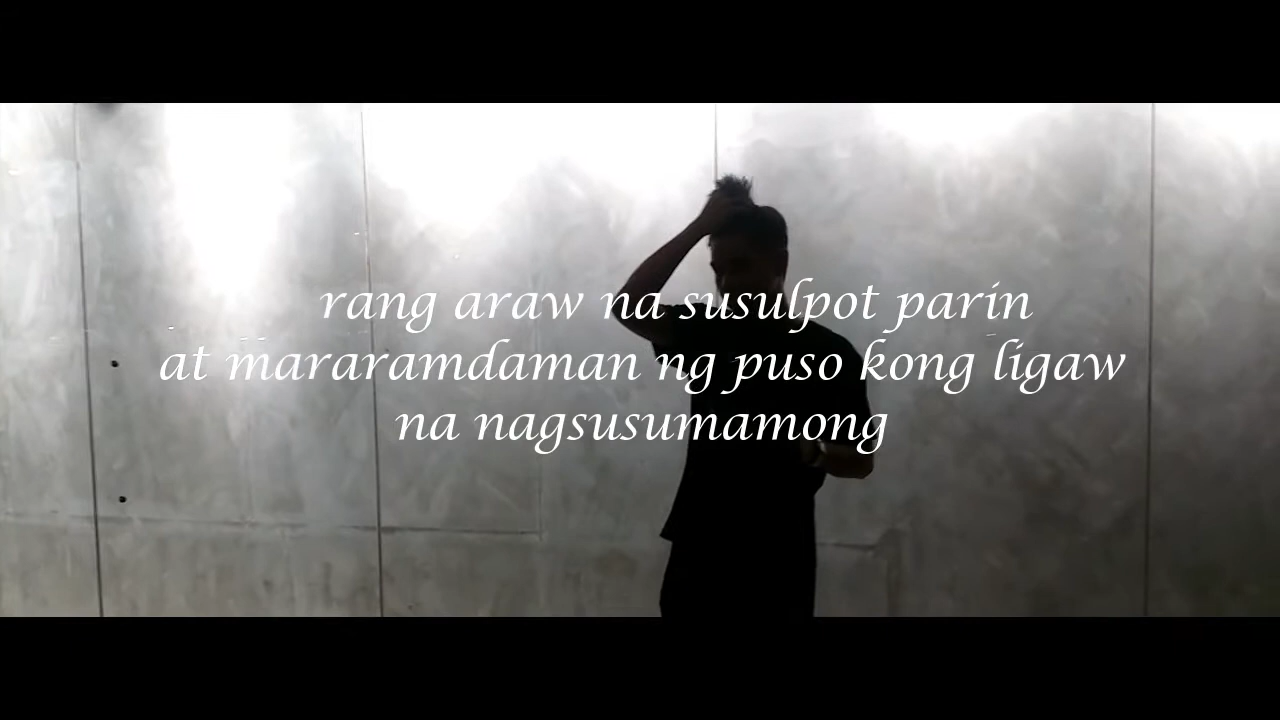 rang araw na susulpot parin
at mararamdaman ng puso kong ligaw
na nagsusumamong